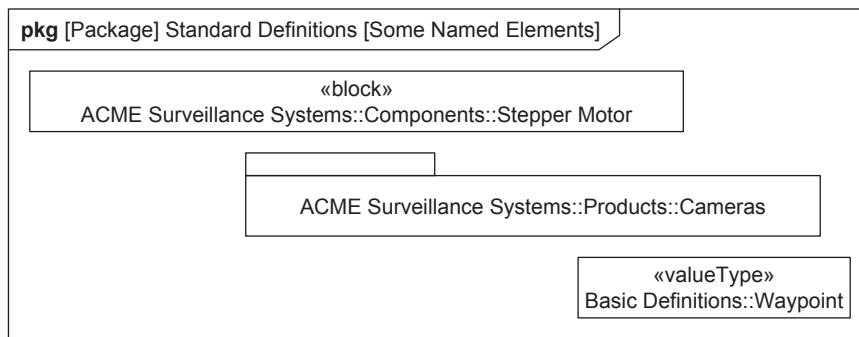 pkg [Package] Standard Definitions [Some Named Elements]
«block»
ACME Surveillance Systems::Components::Stepper Motor
ACME Surveillance Systems::Products::Cameras
«valueType»
Basic Definitions::Waypoint